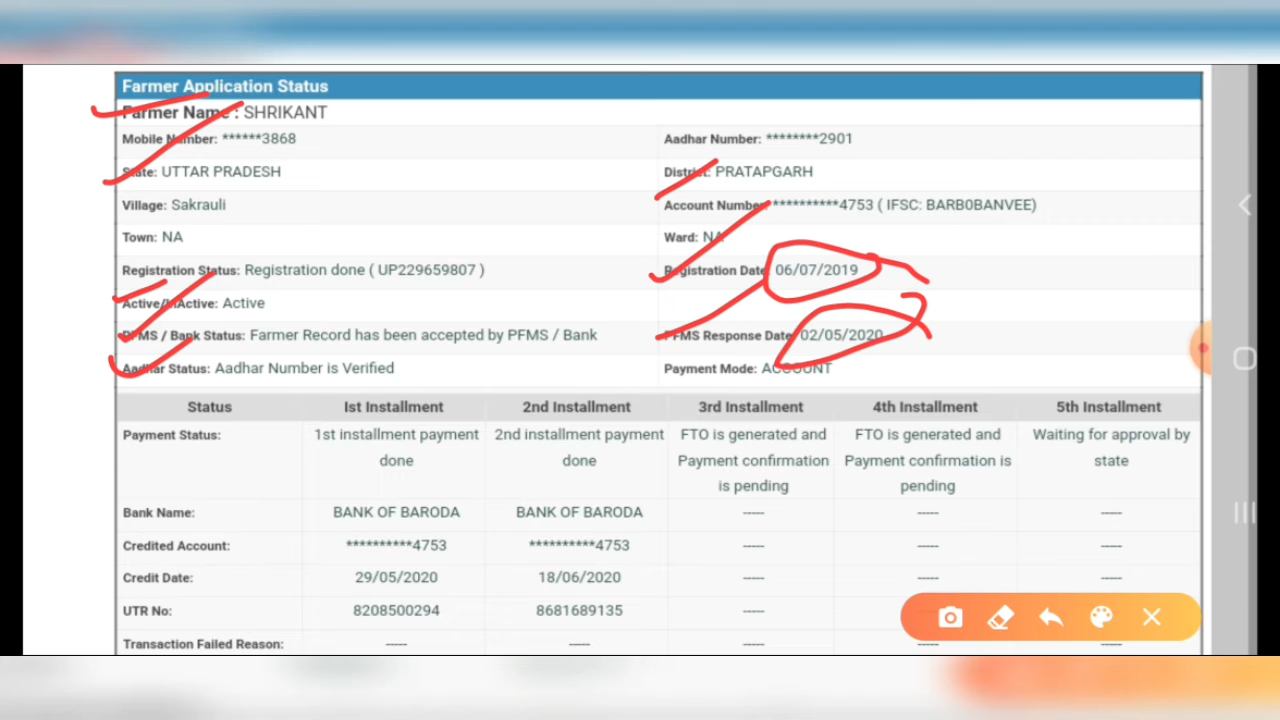 Farmer Application Status
Farmer Name : SHRIKANT
Mobile Number: ******3868 Aadhar Number: ********2901
State: UTTAR PRADESH District: PRATAPGARH
Village: Sakrauli Account Number: **********4753 ( IFSC: BARB0BANVEE)
Town: NA Ward: NA
Registration Status: Registration done ( UP229659807 ) Registration Date: 06/07/2019
Active/InActive: Active
PFMS / Bank Status: Farmer Record has been accepted by PFMS / Bank PFMS Response Date: 02/05/2020
Aadhar Status: Aadhar Number is Verified Payment Mode: ACCOUNT
Status Ist Installment 2nd Installment 3rd Installment 4th Installment 5th Installment
Payment Status: 1st installment payment 2nd installment payment FTO is generated and FTO is generated and Waiting for approval by
done done Payment confirmation Payment confirmation is state
is pending pending
Bank Name: BANK OF BARODA BANK OF BARODA ----- ----- -----
Credited Account: **********4753 **********4753 ----- ----- -----
Credit Date: 29/05/2020 18/06/2020 ----- ----- -----
UTR No: 8208500294 8681689135 -----
Transaction Failed Reason: ----- ----- ----- ----- -----